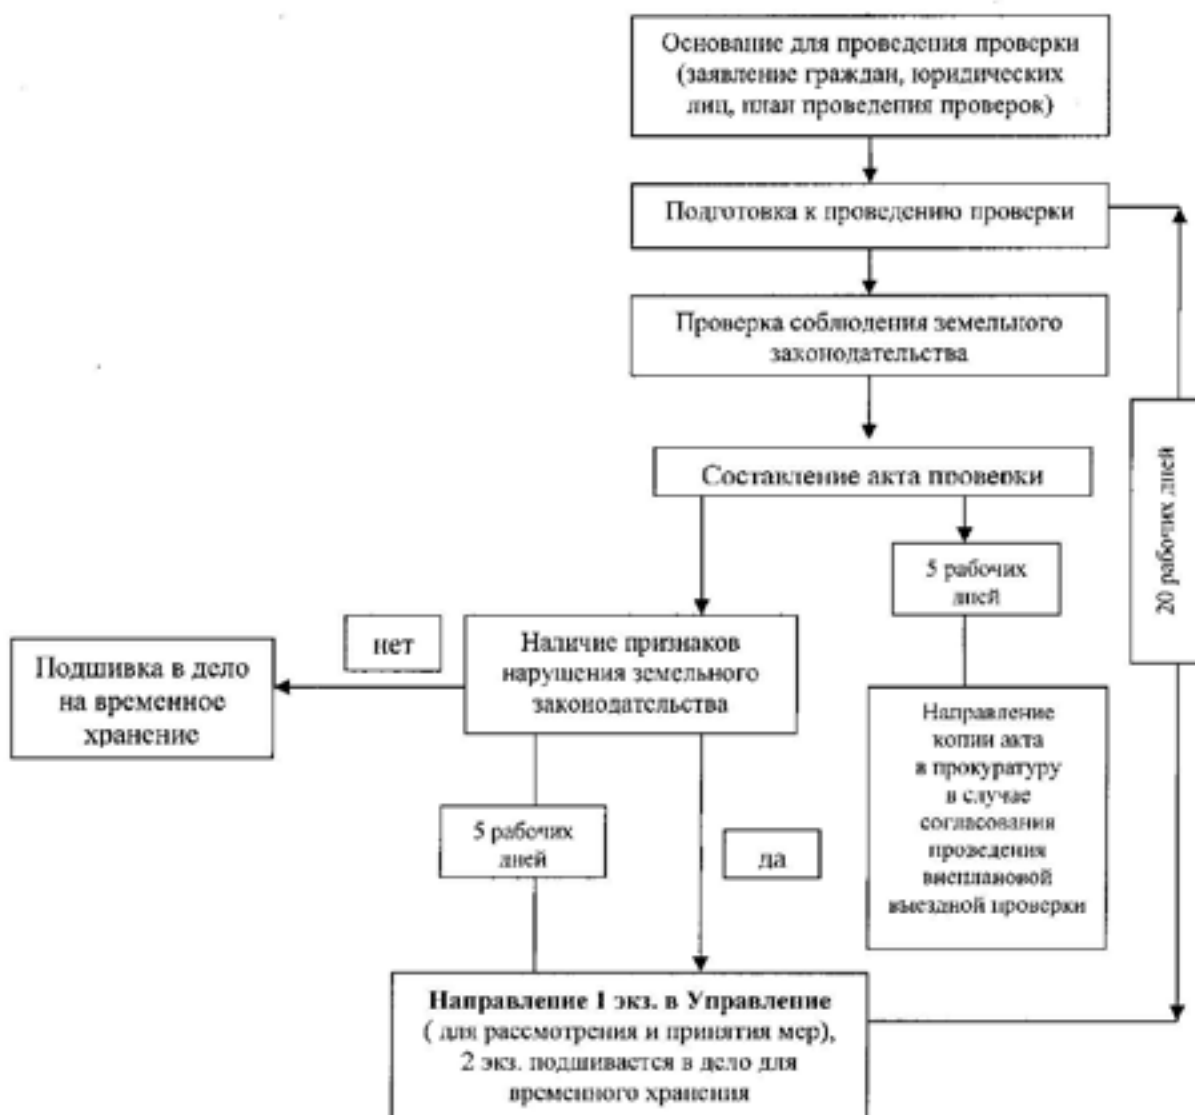 Основание для проведения проверки
(заявление граждан, юридических
лиц, план проведения проверок)
Подготовка к проведению проверки
Проверка соблюдения земельного
законодательства
Составление акта проверки
5 рабочих
дней
20 рабочих дней
нет
Наличие признаков
нарушения земельного
законодательства
Подшивка в дело
на временное
хранение
Направление
копии акта
в прокуратуру
в случае
согласования
проведения
внеплановой
выездной проверки
5 рабочих
дней
да
Направление 1 экз. в Управление
( для рассмотрения и принятия мер),
2 экз. подшивается в дело для
временного хранения